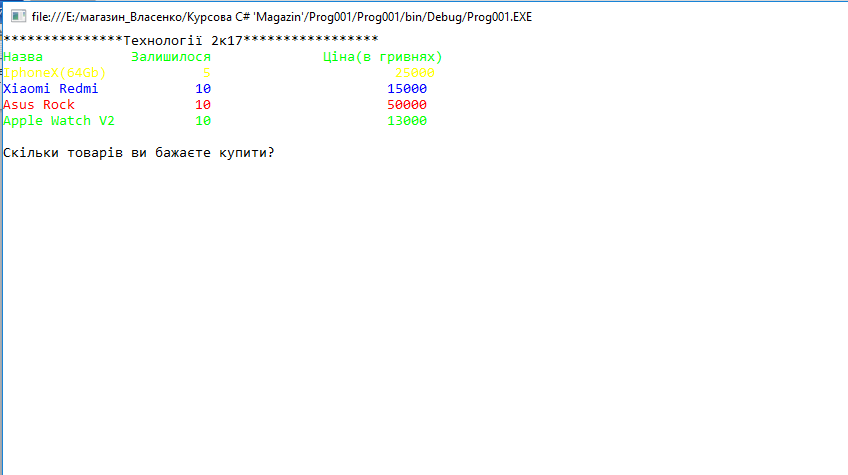 file:///E:/магазин_Власенко/Курсова C# 'Magazin'/Prog001/Prog001/bin/Debug/Prog001.EXE
***************Технології 2к17*****************
Назва Залишилося Ціна(в гривнях)
IphoneX(64Gb) 5 25000
Xiaomi Redmi 10 15000
Asus Rock 10 50000
Apple Watch V2 10 13000
Скільки товарів ви бажаєте купити?